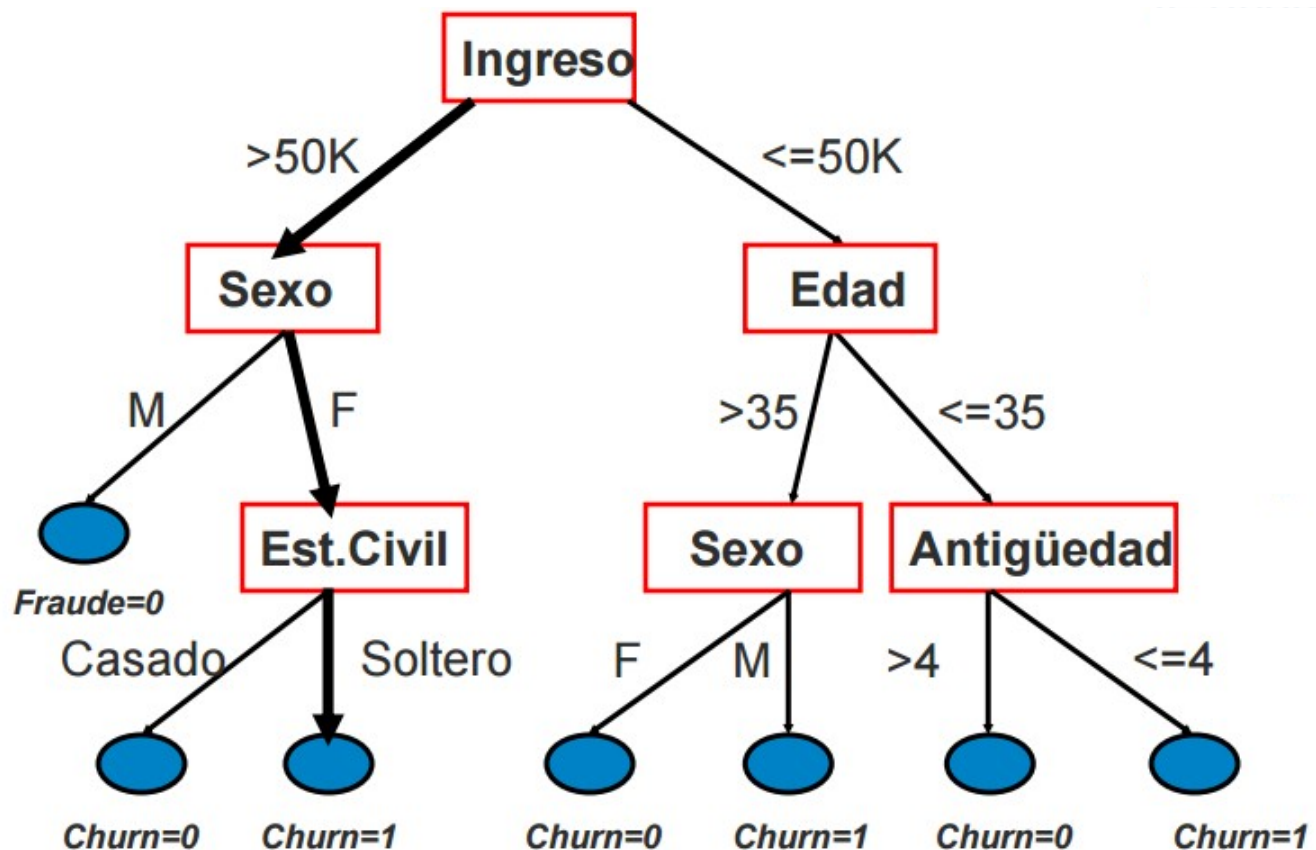 Ingreso
>50K
<=50K
Sexo
Edad
M
F
>35
<=35
Est.Civil
Sexo
Antigüedad
Fraude=0
Casado
Soltero
F
M
>4
<=4
Churn=0
Churn=1
Churn=0
Churn=1
Churn=0
Churn=1